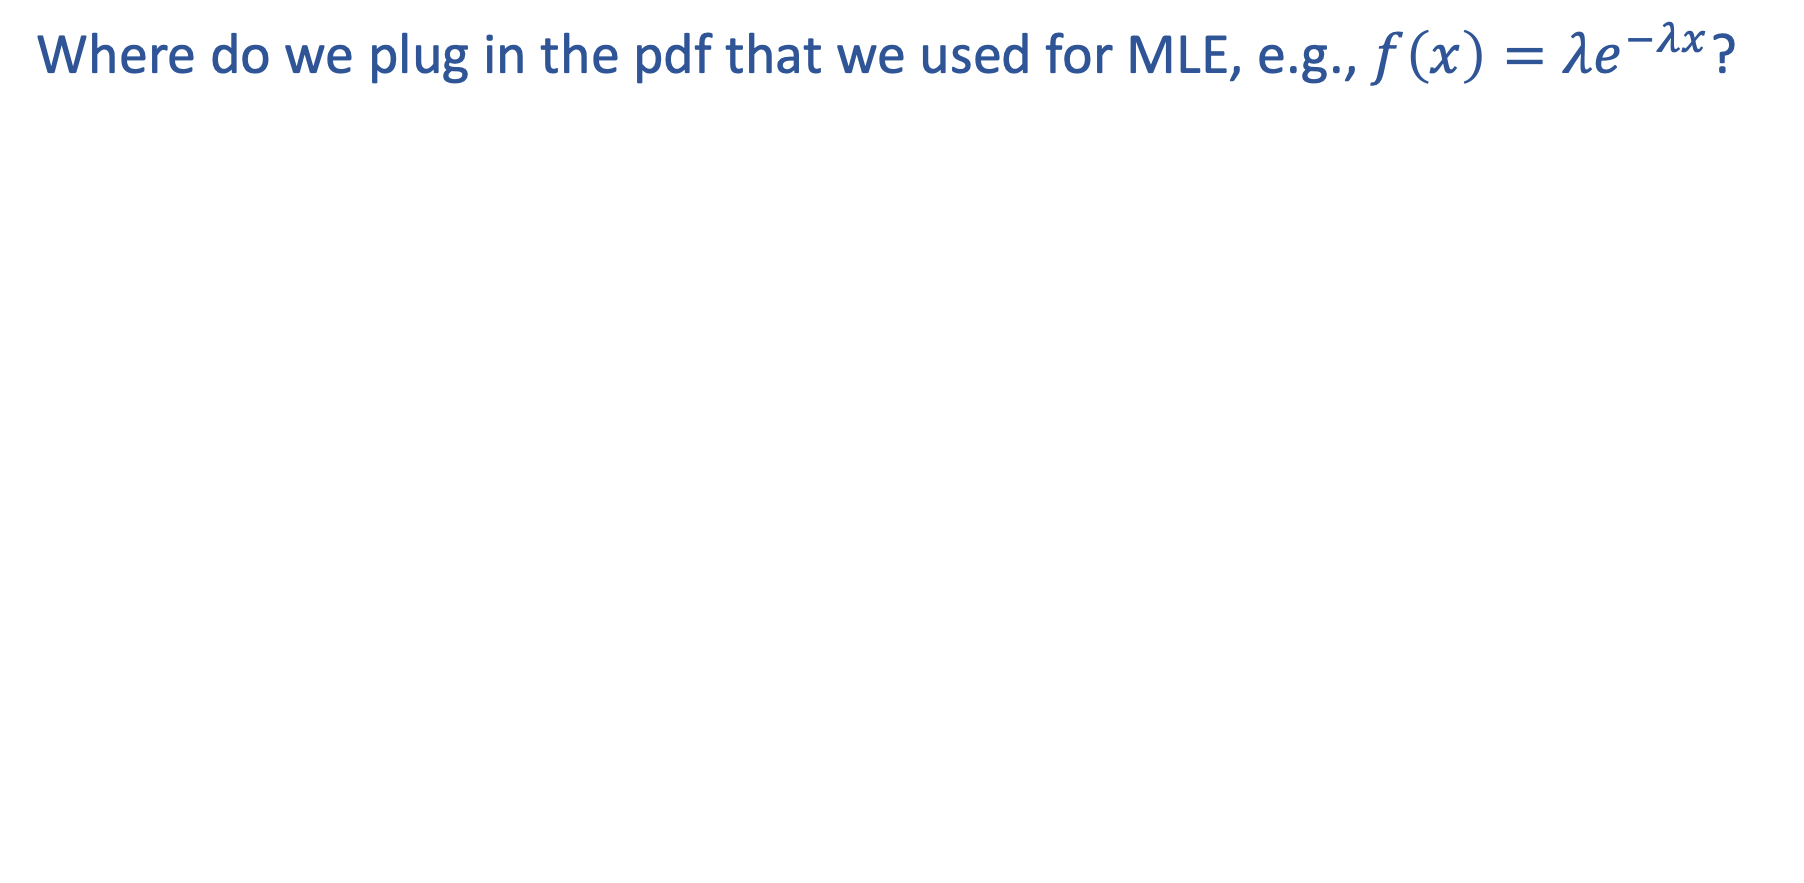 Where do we plug in the pdf that we used for MLE, e.g., 𝑓(𝑥) = 𝜆𝑒^{−𝜆𝑥}?